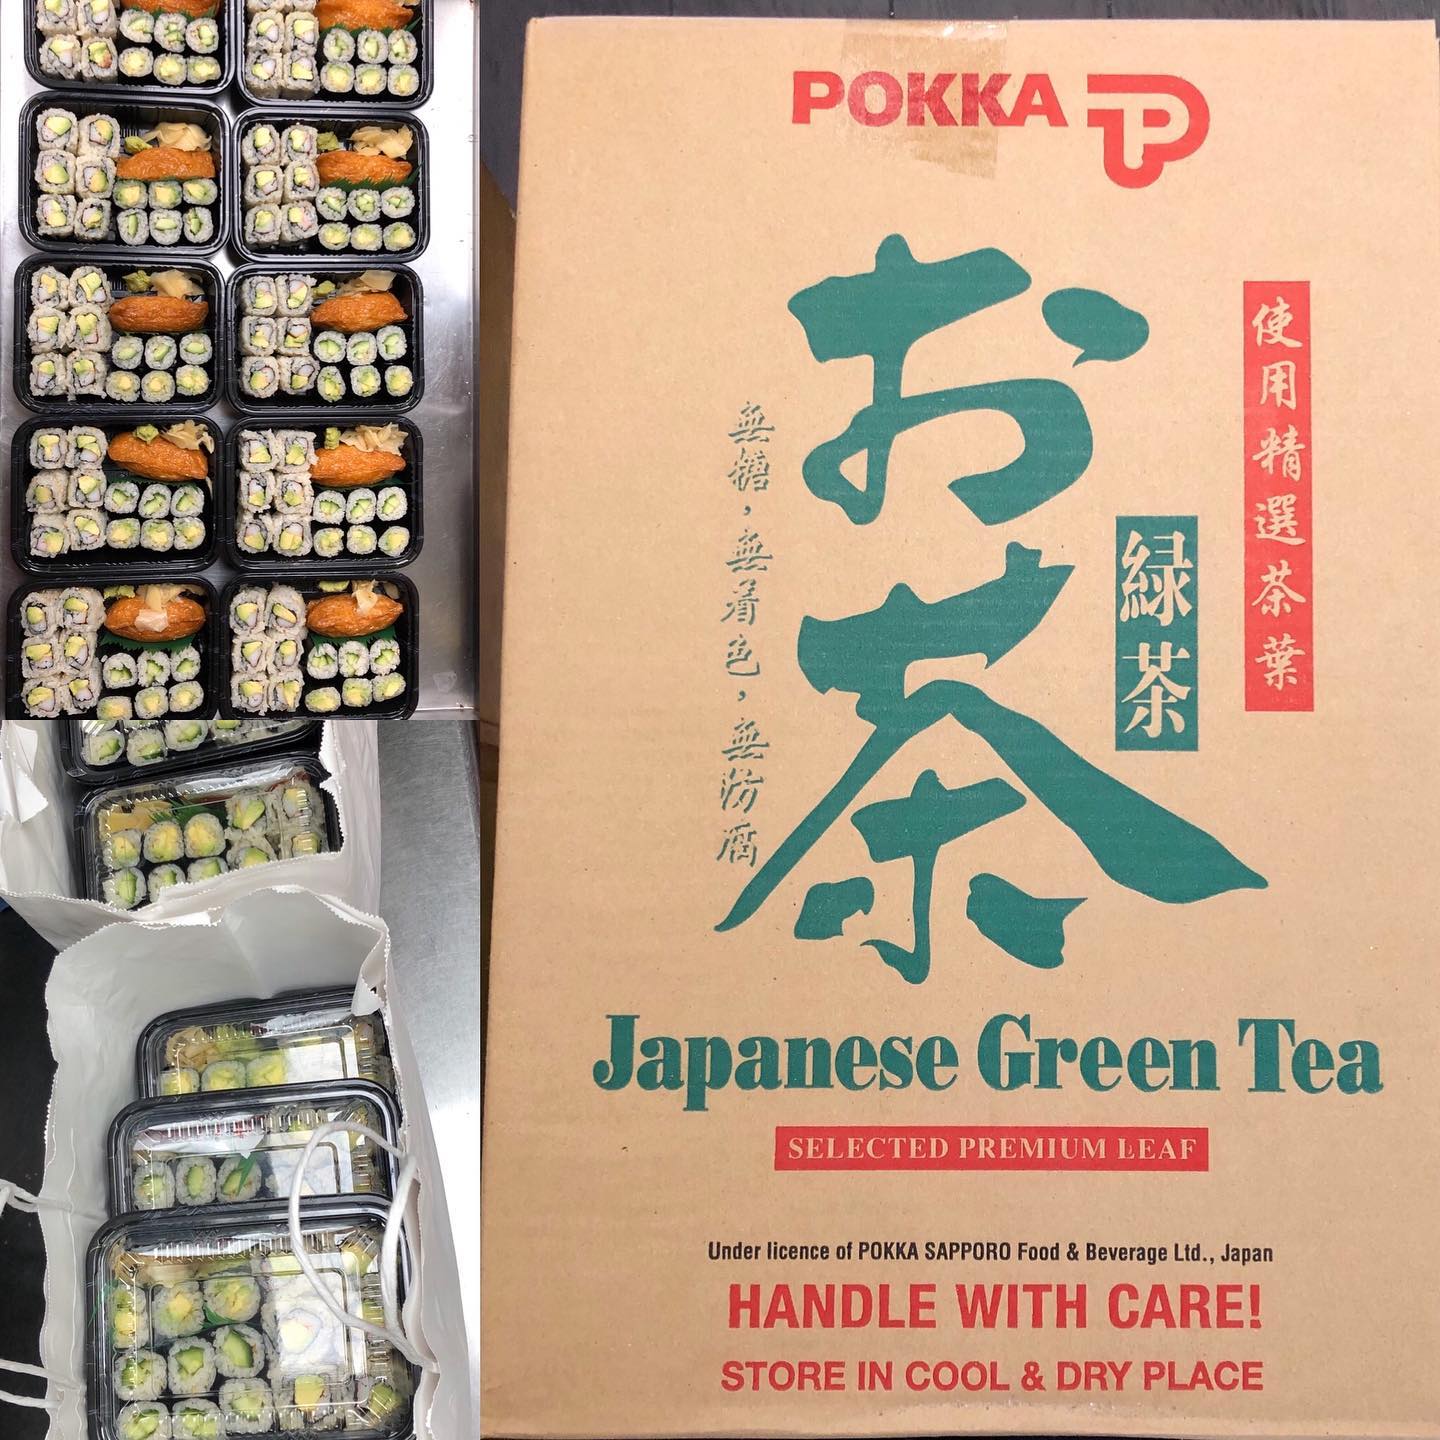 POKKA
お茶
緑茶
使用精選茶葉
無糖，無着色，無防腐
Japanese Green Tea
SELECTED PREMIUM LEAF
Under licence of POKKA SAPPORO Food & Beverage Ltd., Japan
HANDLE WITH CARE!
STORE IN COOL & DRY PLACE